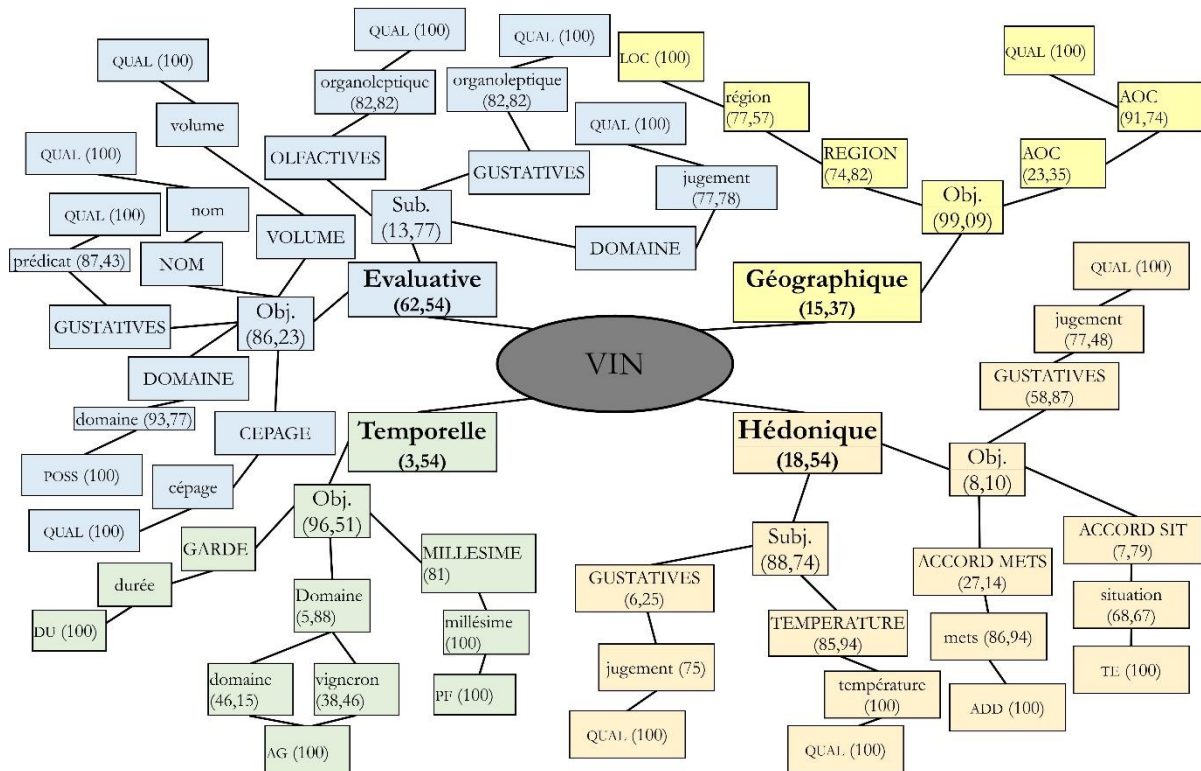 QUAL (100)
volume
QUAL (100)
QUAL (100)
nom
prédicat (87,43)
NOM
VOLUME
GUSTATIVES
Obj.
(86,23)
DOMAINE
domaine (93,77)
POSS (100)
CEPAGE
cépage
QUAL (100)
QUAL (100)
organoleptique
(82,82)
OLFACTIVES
QUAL (100)
organoleptique
(82,82)
GUSTATIVES
QUAL (100)
jugement
(77,78)
DOMAINE
Sub.
(13,77)
Evaluative
(62,54)
LOC (100)
région
(77,57)
REGION
(74,82)
QUAL (100)
AOC
(91,74)
AOC
(23,35)
Obj.
(99,09)
Géographique
(15,37)
VIN
Temporelle
(3,54)
Obj.
(96,51)
GARDE
durée
DU (100)
Domaine
(5,88)
domaine
(46,15)
vigneron
(38,46)
AG (100)
MILLESIME
(81)
millésime
(100)
PF (100)
Hédonique
(18,54)
Subj.
(88,74)
GUSTATIVES
(6,25)
jugement (75)
QUAL (100)
TEMPERATURE
(85,94)
température
(100)
QUAL (100)
QUAL (100)
jugement
(77,48)
GUSTATIVES
(58,87)
Obj.
(8,10)
ACCORD METS
(27,14)
mets (86,94)
ADD (100)
ACCORD SIT
(7,79)
situation
(68,67)
TE (100)